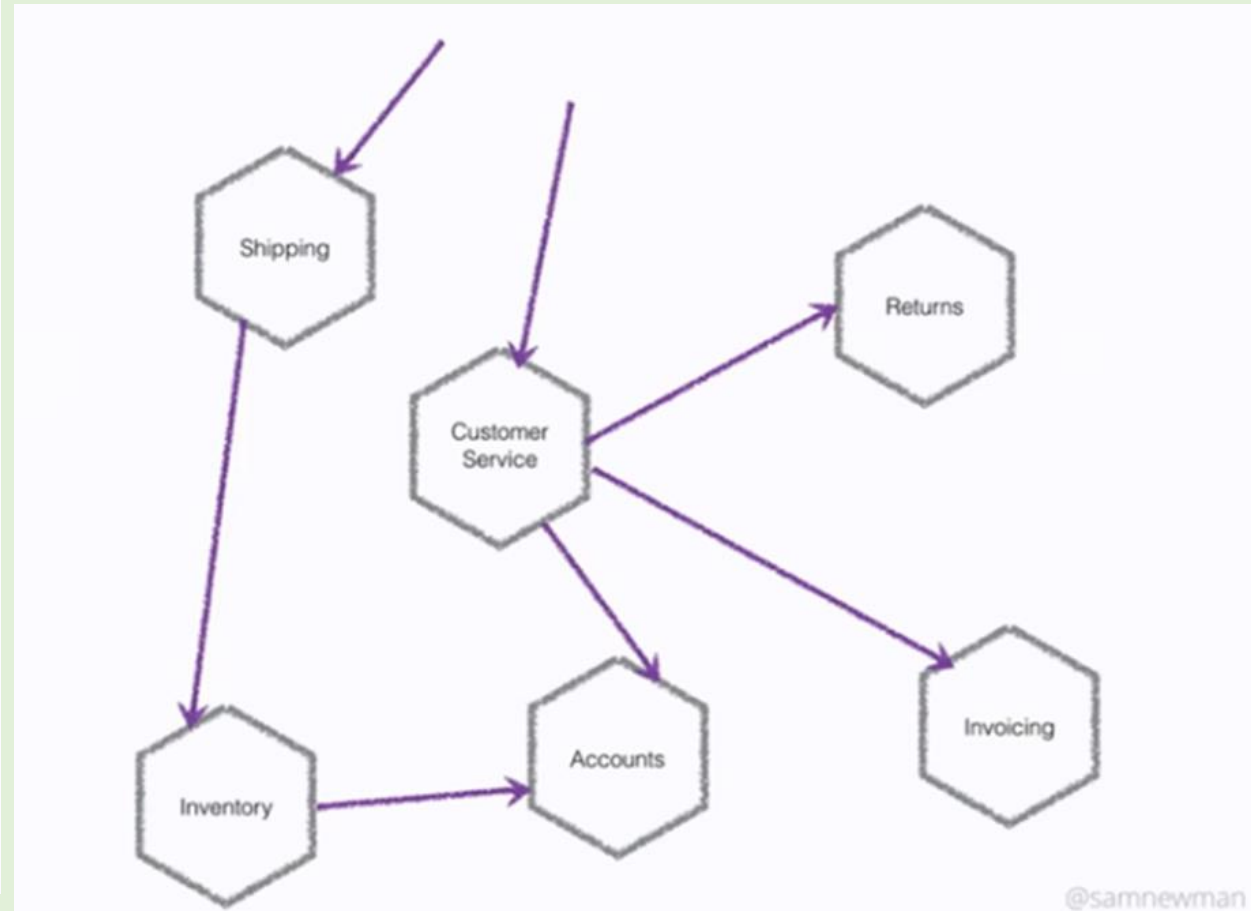 Shipping
Returns
Customer
Service
Invoicing
Accounts
Inventory
@samnewman